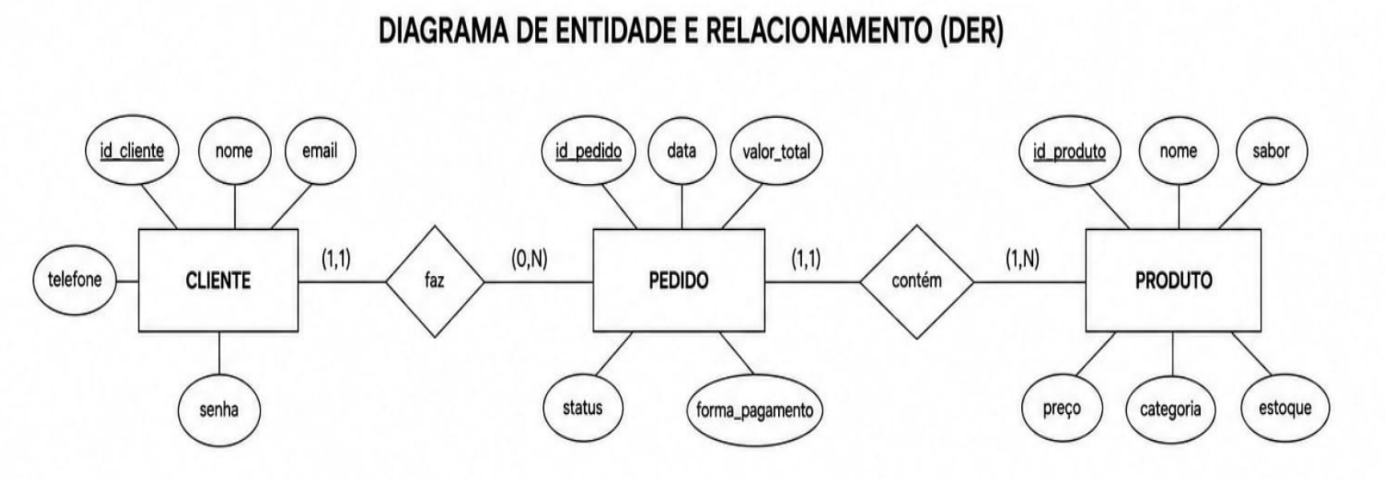 DIAGRAMA DE ENTIDADE E RELACIONAMENTO (DER)
id_cliente nome email id_pedido data valor_total id_produto nome sabor
telefone CLIENTE (1,1) faz (0,N) PEDIDO (1,1) contém (1,N) PRODUTO
senha status forma_pagamento preço categoria estoque